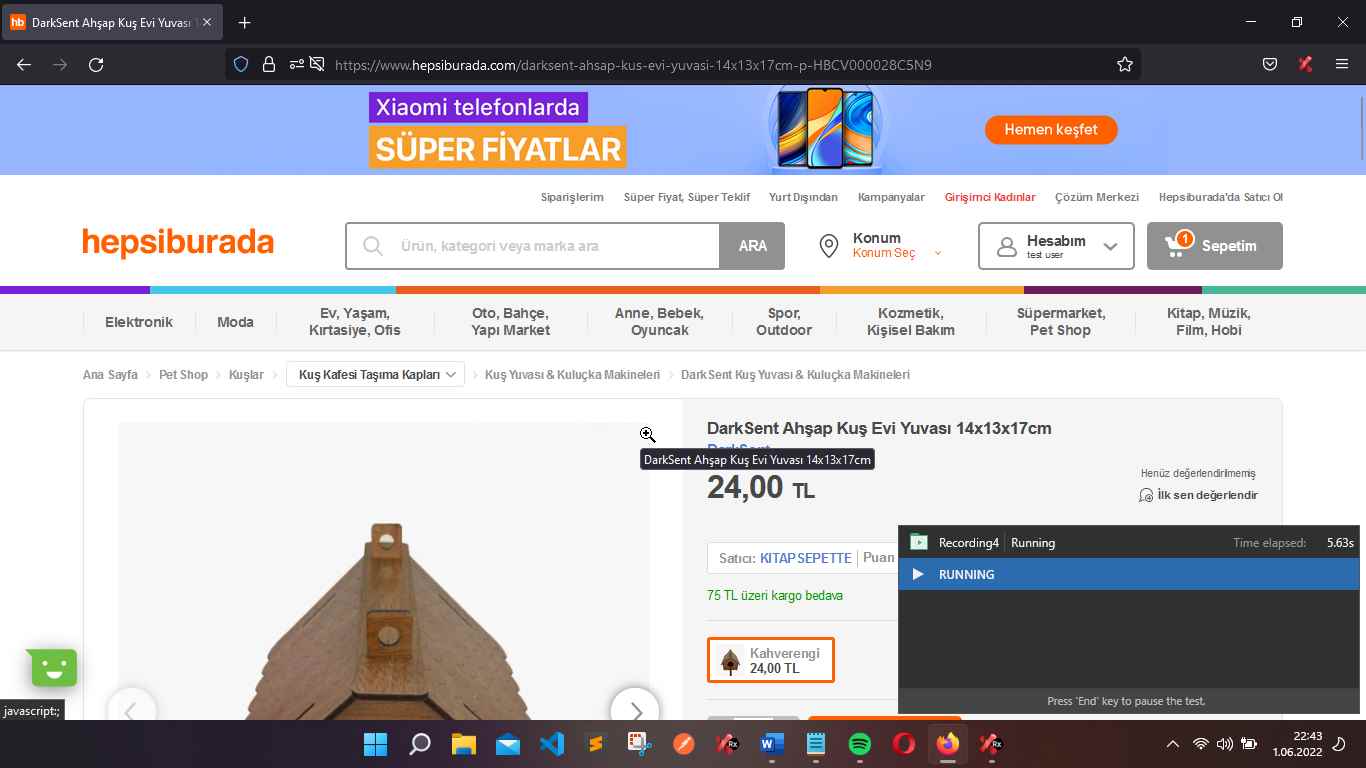 hb DarkSent Ahşap Kuş Evi Yuvası 1
https://www.hepsiburada.com/darksent-ahsap-kus-evi-yuvasi-14x13x17cm-p-HBCV000028C5N9
Xiaomi telefonlarda
SÜPER FİYATLAR
Hemen keşfet
Siparişlerim Süper Fiyat, Süper Teklif Yurt Dışından Kampanyalar Girişimci Kadınlar Çözüm Merkezi Hepsiburada'da Satıcı Ol
hepsiburada
Ürün, kategori veya marka ara
ARA
Konum
Konum Seç
Hesabım
test user
1
Sepetim
Elektronik
Moda
Ev, Yaşam,
Kırtasiye, Ofis
Oto, Bahçe,
Yapı Market
Anne, Bebek,
Oyuncak
Spor,
Outdoor
Kozmetik,
Kişisel Bakım
Süpermarket,
Pet Shop
Kitap, Müzik,
Film, Hobi
Ana Sayfa Pet Shop Kuşlar Kuş Kafesi Taşıma Kapları Kuş Yuvası & Kuluçka Makineleri DarkSent Kuş Yuvası & Kuluçka Makineleri
DarkSent Ahşap Kuş Evi Yuvası 14x13x17cm
DarkSent
DarkSent Ahşap Kuş Evi Yuvası 14x13x17cm
24,00 TL
Henüz değerlendirilmemiş
İlk sen değerlendir
Satıcı: KITAPSEPETTE Puan
75 TL üzeri kargo bedava
Kahverengi
24,00 TL
Recording4 Running Time elapsed: 5.63s
RUNNING
Press 'End' key to pause the test.
javascript:;
22:43
1.06.2022